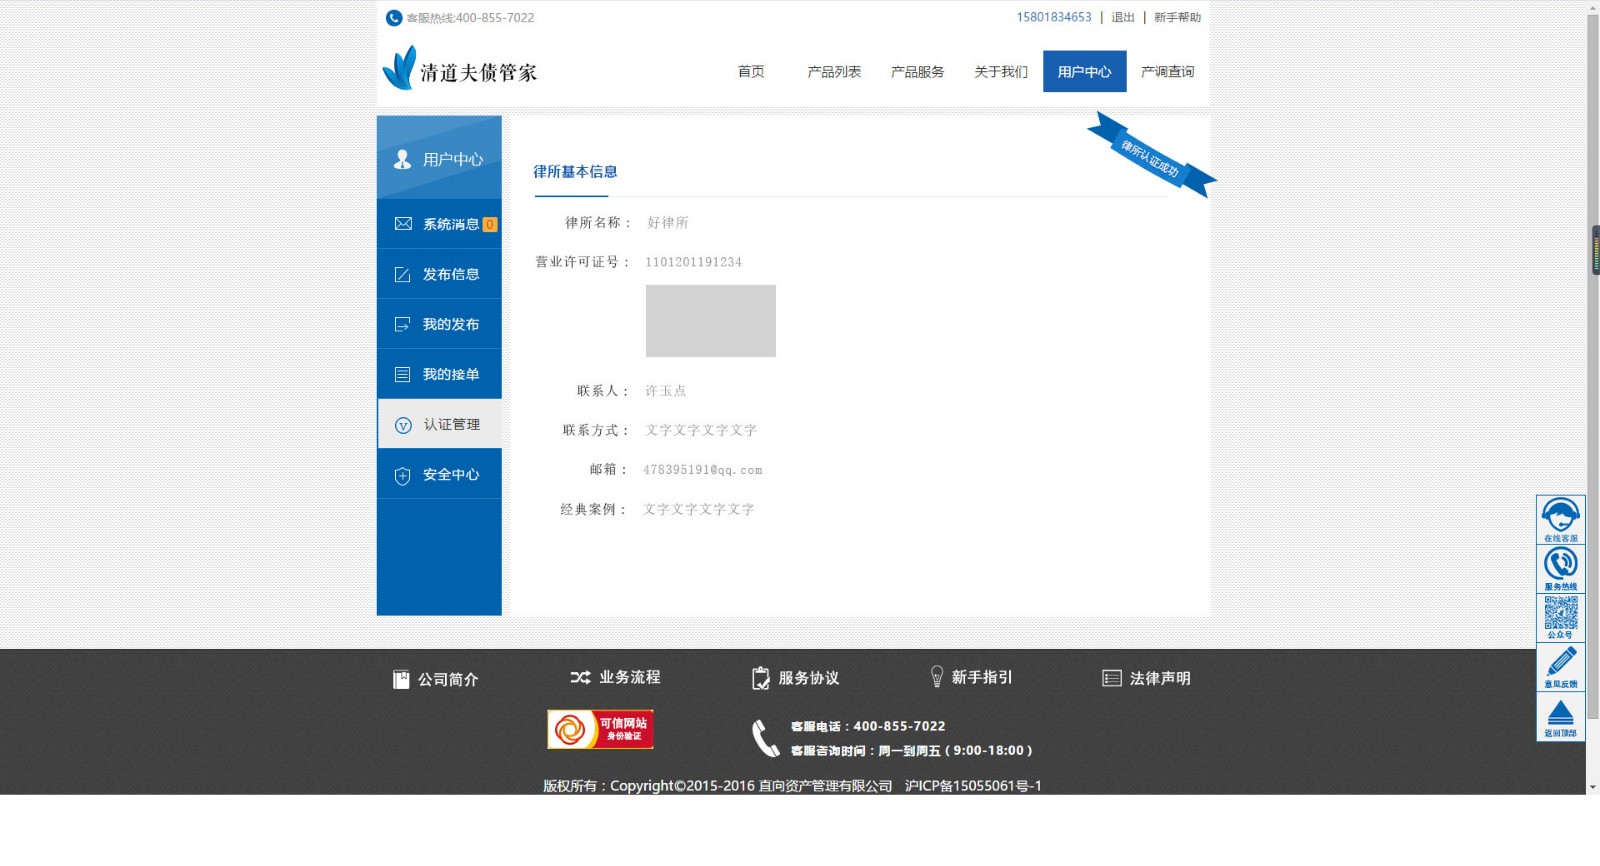 客服热线:400-855-7022
15801834653 | 退出 | 新手帮助
清道夫债管家
首页 产品列表 产品服务 关于我们 用户中心 产调查询
用户中心
系统消息 0
发布信息
我的发布
我的接单
认证管理
安全中心
律所认证成功
律所基本信息
律所名称： 好律所
营业许可证号： 1101201191234
联系人： 许玉点
联系方式： 文字文字文字文字
邮箱： 478395191@qq.com
经典案例： 文字文字文字文字
在线客服
服务热线
公众号
意见反馈
返回顶部
公司简介 业务流程 服务协议 新手指引 法律声明
可信网站
身份验证
客服电话：400-855-7022
客服咨询时间：周一到周五（9:00-18:00）
版权所有：Copyright©2015-2016 直向资产管理有限公司 沪ICP备15055061号-1